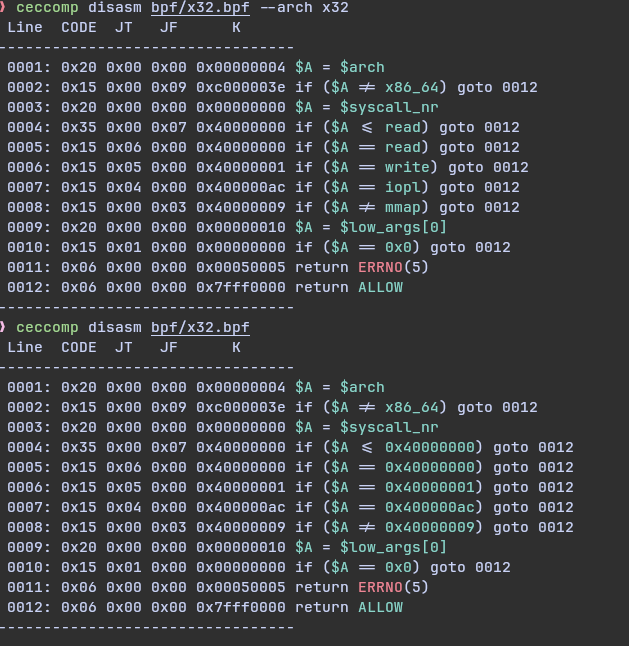 ❱ ceccomp disasm bpf/x32.bpf --arch x32
Line  CODE  JT   JF      K
---------------------------------
0001: 0x20 0x00 0x00 0x00000004 $A = $arch
0002: 0x15 0x00 0x09 0xc000003e if ($A != x86_64) goto 0012
0003: 0x20 0x00 0x00 0x00000000 $A = $syscall_nr
0004: 0x35 0x00 0x07 0x40000000 if ($A <= read) goto 0012
0005: 0x15 0x06 0x00 0x40000000 if ($A == read) goto 0012
0006: 0x15 0x05 0x00 0x40000001 if ($A == write) goto 0012
0007: 0x15 0x04 0x00 0x400000ac if ($A == iopl) goto 0012
0008: 0x15 0x00 0x03 0x40000009 if ($A != mmap) goto 0012
0009: 0x20 0x00 0x00 0x00000010 $A = $low_args[0]
0010: 0x15 0x01 0x00 0x00000000 if ($A == 0x0) goto 0012
0011: 0x06 0x00 0x00 0x00050005 return ERRNO(5)
0012: 0x06 0x00 0x00 0x7fff0000 return ALLOW
---------------------------------
❱ ceccomp disasm bpf/x32.bpf
Line  CODE  JT   JF      K
---------------------------------
0001: 0x20 0x00 0x00 0x00000004 $A = $arch
0002: 0x15 0x00 0x09 0xc000003e if ($A != x86_64) goto 0012
0003: 0x20 0x00 0x00 0x00000000 $A = $syscall_nr
0004: 0x35 0x00 0x07 0x40000000 if ($A <= 0x40000000) goto 0012
0005: 0x15 0x06 0x00 0x40000000 if ($A == 0x40000000) goto 0012
0006: 0x15 0x05 0x00 0x40000001 if ($A == 0x40000001) goto 0012
0007: 0x15 0x04 0x00 0x400000ac if ($A == 0x400000ac) goto 0012
0008: 0x15 0x00 0x03 0x40000009 if ($A != 0x40000009) goto 0012
0009: 0x20 0x00 0x00 0x00000010 $A = $low_args[0]
0010: 0x15 0x01 0x00 0x00000000 if ($A == 0x0) goto 0012
0011: 0x06 0x00 0x00 0x00050005 return ERRNO(5)
0012: 0x06 0x00 0x00 0x7fff0000 return ALLOW
---------------------------------